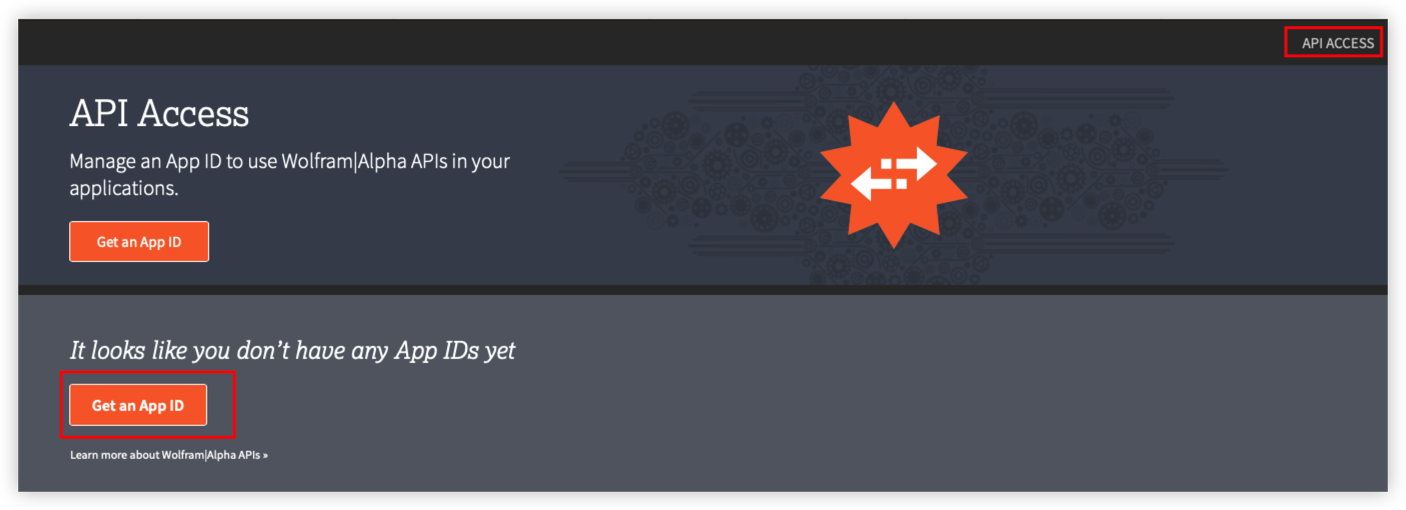 API ACCESS
API Access
Manage an App ID to use Wolfram|Alpha APIs in your
applications.
Get an App ID
It looks like you don't have any App IDs yet
Get an App ID
Learn more about Wolfram|Alpha APIs »